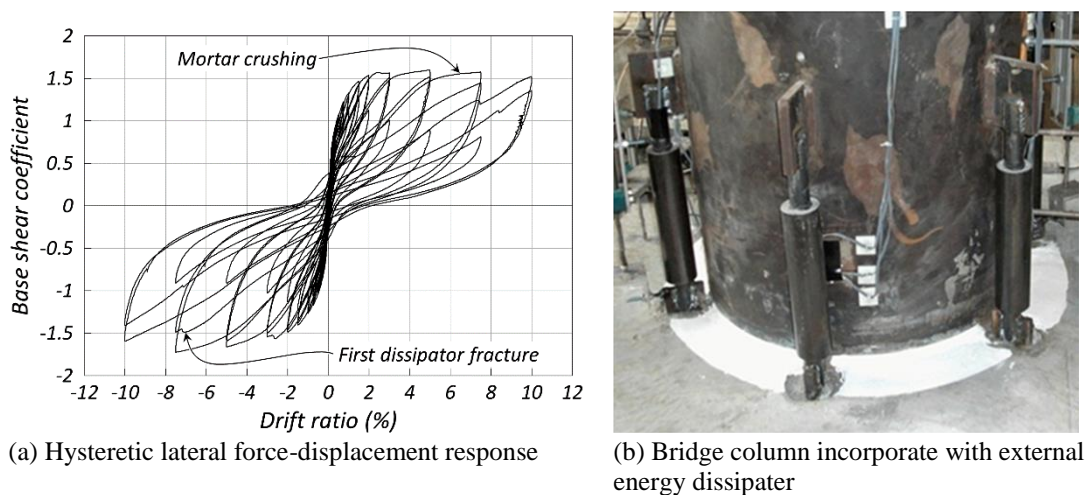 2
1.5
1
0.5
0
-0.5
-1
-1.5
-2
Base shear coefficient
Mortar crushing
First dissipator fracture
-12 -10 -8 -6 -4 -2 0 2 4 6 8 10 12
Drift ratio (%)
(a) Hysteretic lateral force-displacement response
(b) Bridge column incorporate with external
energy dissipater